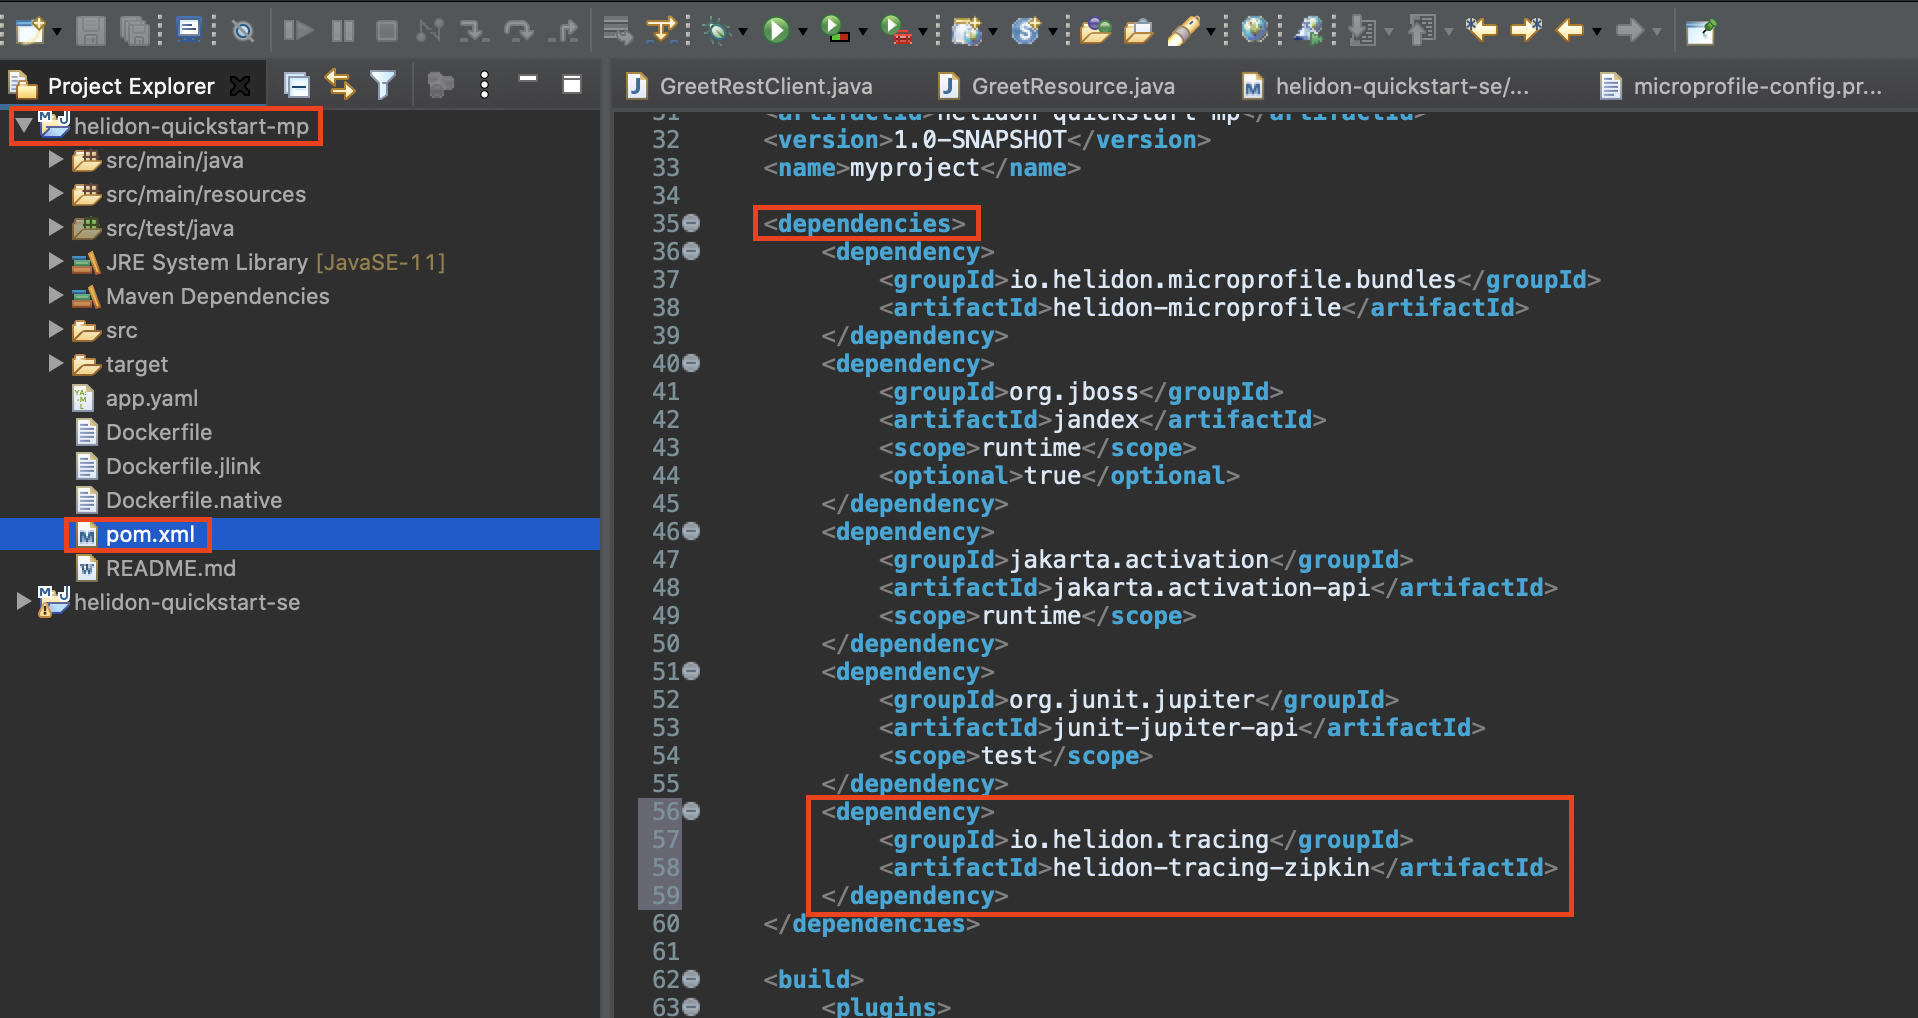 Project Explorer
GreetRestClient.java
GreetResource.java
helidon-quickstart-se/...
microprofile-config.pr...
helidon-quickstart-mp
src/main/java
src/main/resources
src/test/java
JRE System Library [JavaSE-11]
Maven Dependencies
src
target
app.yaml
Dockerfile
Dockerfile.jlink
Dockerfile.native
pom.xml
README.md
helidon-quickstart-se
31 <artifactId>helidon-quickstart-mp</artifactId>
32 <version>1.0-SNAPSHOT</version>
33 <name>myproject</name>
34
35 <dependencies>
36 <dependency>
37 <groupId>io.helidon.microprofile.bundles</groupId>
38 <artifactId>helidon-microprofile</artifactId>
39 </dependency>
40 <dependency>
41 <groupId>org.jboss</groupId>
42 <artifactId>jandex</artifactId>
43 <scope>runtime</scope>
44 <optional>true</optional>
45 </dependency>
46 <dependency>
47 <groupId>jakarta.activation</groupId>
48 <artifactId>jakarta.activation-api</artifactId>
49 <scope>runtime</scope>
50 </dependency>
51 <dependency>
52 <groupId>org.junit.jupiter</groupId>
53 <artifactId>junit-jupiter-api</artifactId>
54 <scope>test</scope>
55 </dependency>
56 <dependency>
57 <groupId>io.helidon.tracing</groupId>
58 <artifactId>helidon-tracing-zipkin</artifactId>
59 </dependency>
60 </dependencies>
61
62 <build>
63 <plugins>